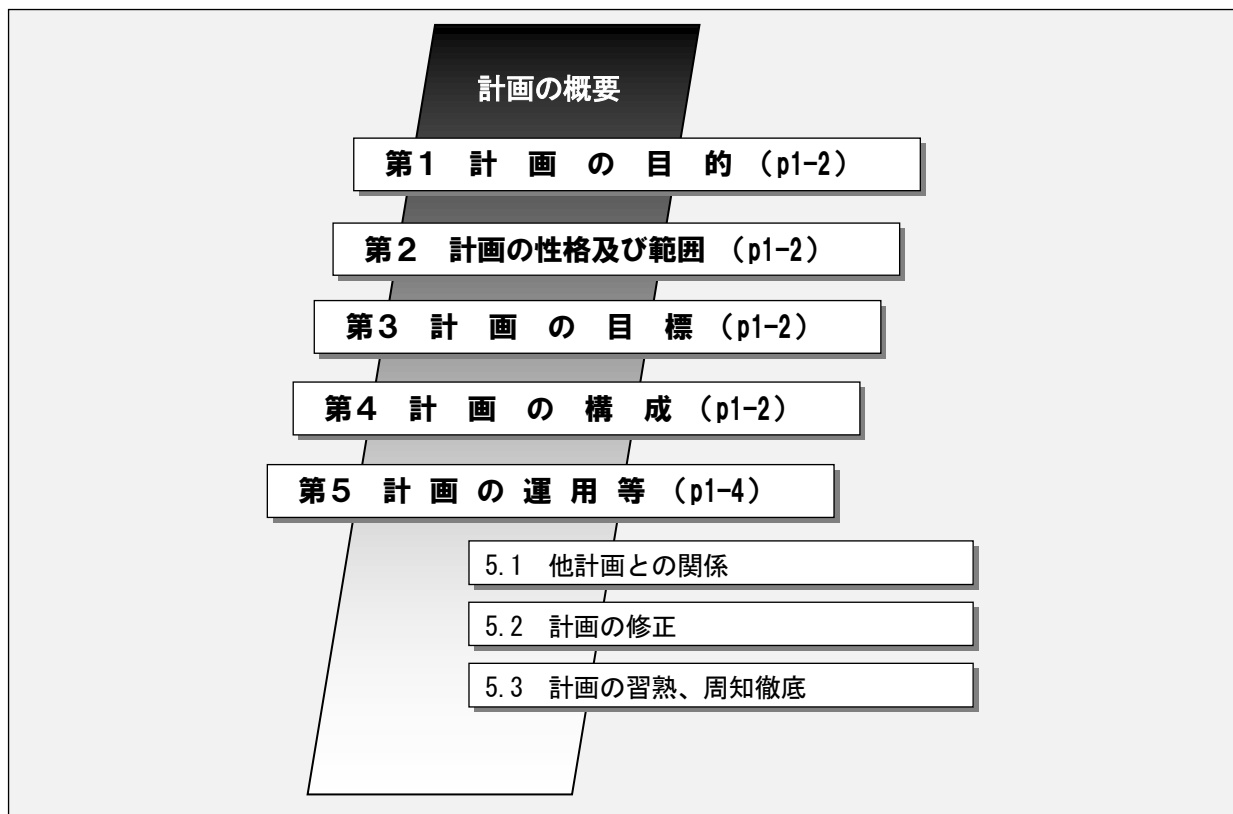 計画の概要
第１　計　画　の　目　的（p1-2）
第２　計画の性格及び範囲（p1-2）
第３　計　画　の　目　標（p1-2）
第４　計　画　の　構　成（p1-2）
第５　計 画 の 運 用 等（p1-4）
5.1　他計画との関係
5.2　計画の修正
5.3　計画の習熟、周知徹底